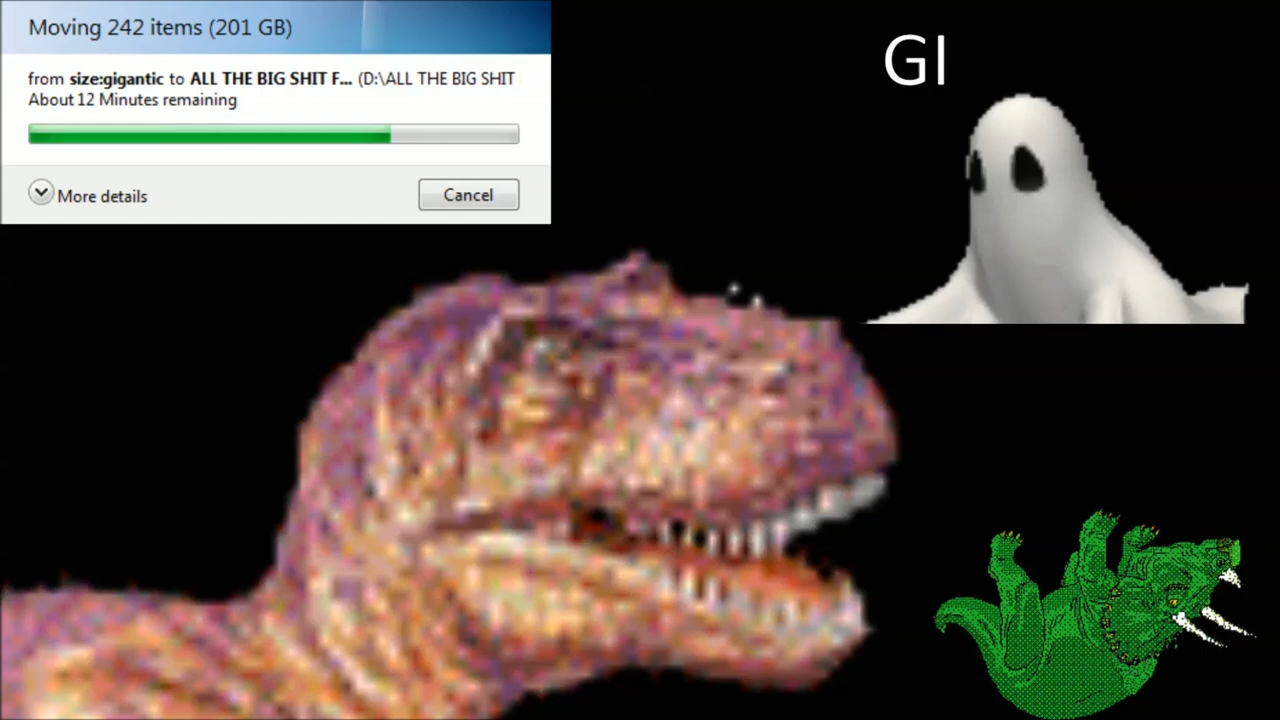 Moving 242 items (201 GB)
from size:gigantic to ALL THE BIG SHIT F... (D:\ALL THE BIG SHIT
About 12 Minutes remaining
More details
Cancel
GI